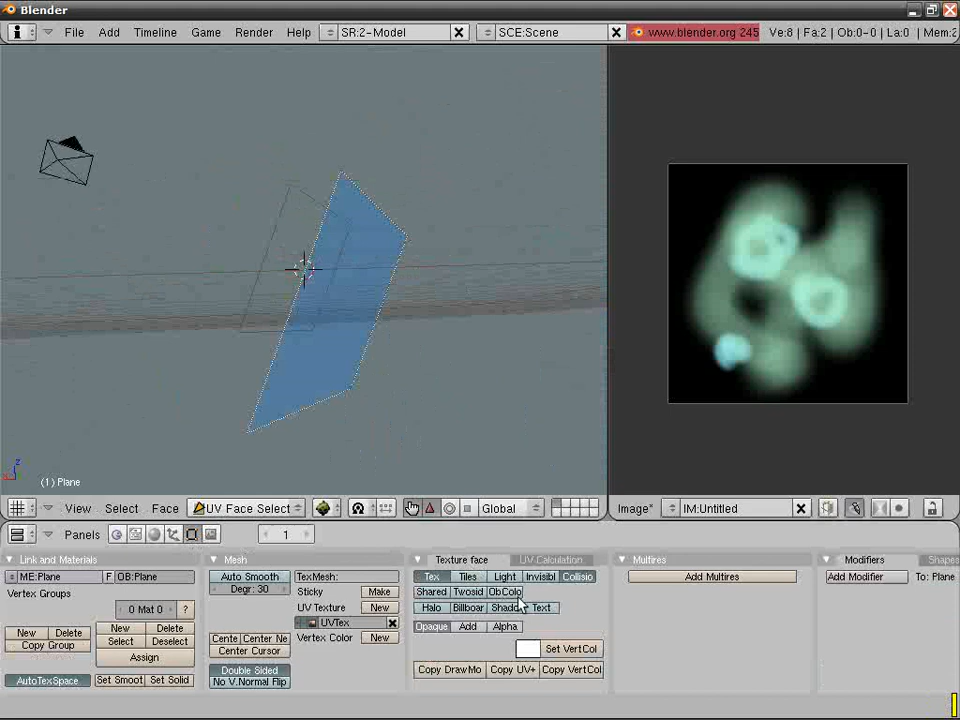 Blender
File Add Timeline Game Render Help SR:2-Model SCE:Scene www.blender.org 245 Ve:8 | Fa:2 | Ob:0-0 | La:0 | Mem:2
z
(1) Plane
View Select Face UV Face Select Global Image* IM:Untitled
Panels 1
Link and Materials Mesh Texture face UV Calculation Multires Modifiers Shapes
ME:Plane F OB:Plane Auto Smooth TexMesh: Tex Tiles Light Invisibl Collisio Add Multires Add Modifier To: Plane
Vertex Groups Degr: 30 Sticky Make Shared Twosid ObColo
0 Mat 0 ? UV Texture New Halo Billboar Shado Text
New Delete New Delete UVTex Opaque Add Alpha
Copy Group Select Deselect Cente Center Ne Vertex Color New
Assign Center Cursor Set VertCol
AutoTexSpace Set Smoot Set Solid Double Sided Copy DrawMo Copy UV+ Copy VertCol
No V.Normal Flip